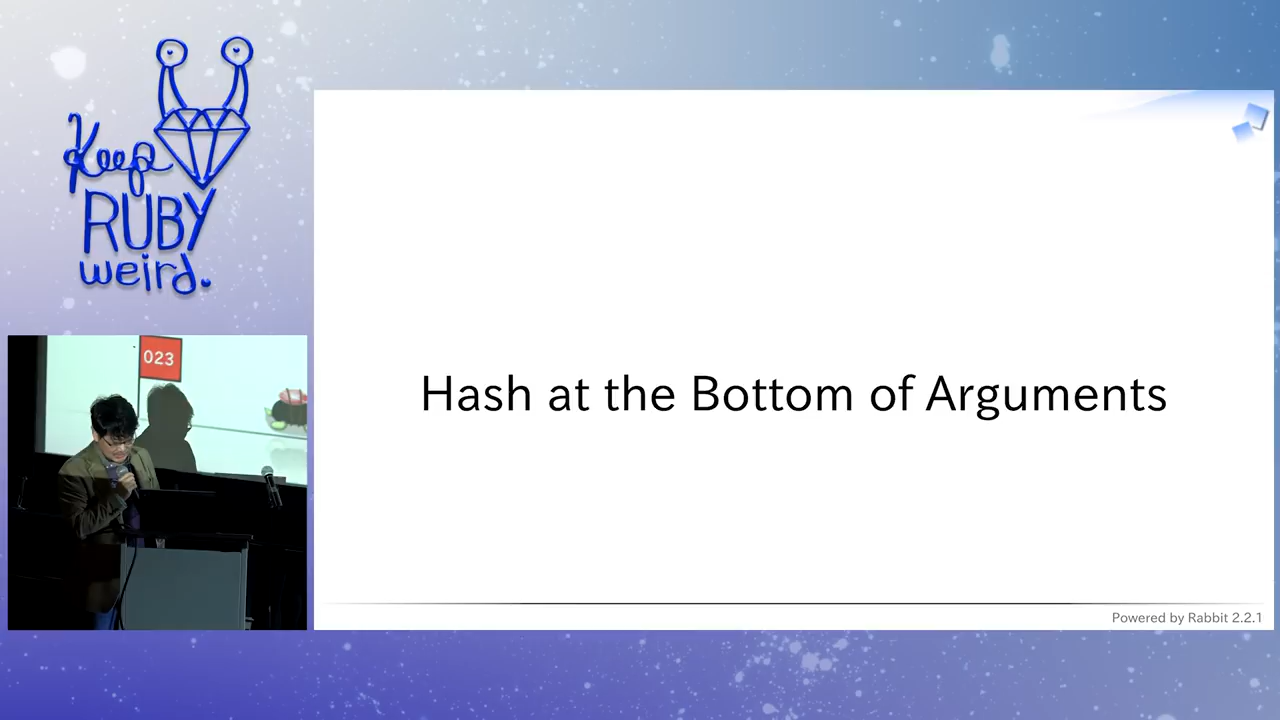 Keep
RUBY
weird.
023
Hash at the Bottom of Arguments
Powered by Rabbit 2.2.1